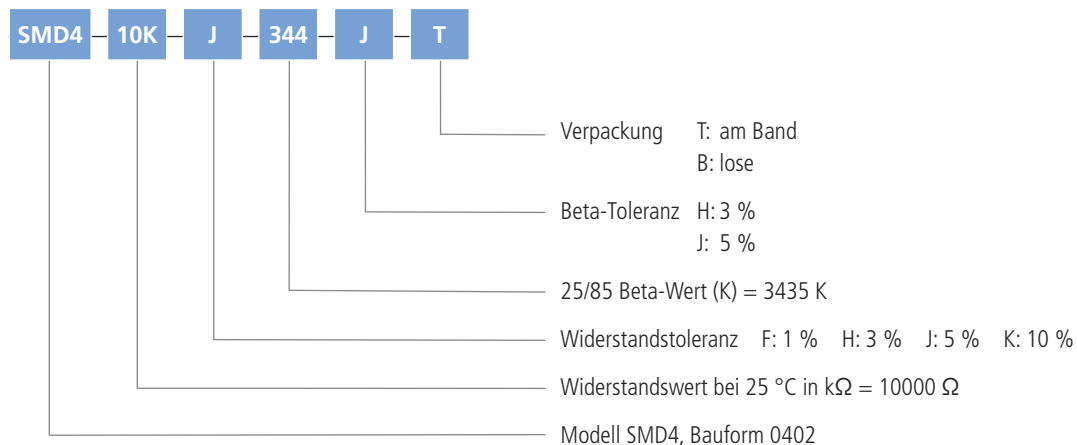 SMD4 – 10K – J – 344 – J – T
Verpackung T: am Band
B: lose
Beta-Toleranz H: 3 %
J: 5 %
25/85 Beta-Wert (K) = 3435 K
Widerstandstoleranz F: 1 % H: 3 % J: 5 % K: 10 %
Widerstandswert bei 25 °C in kΩ = 10000 Ω
Modell SMD4, Bauform 0402